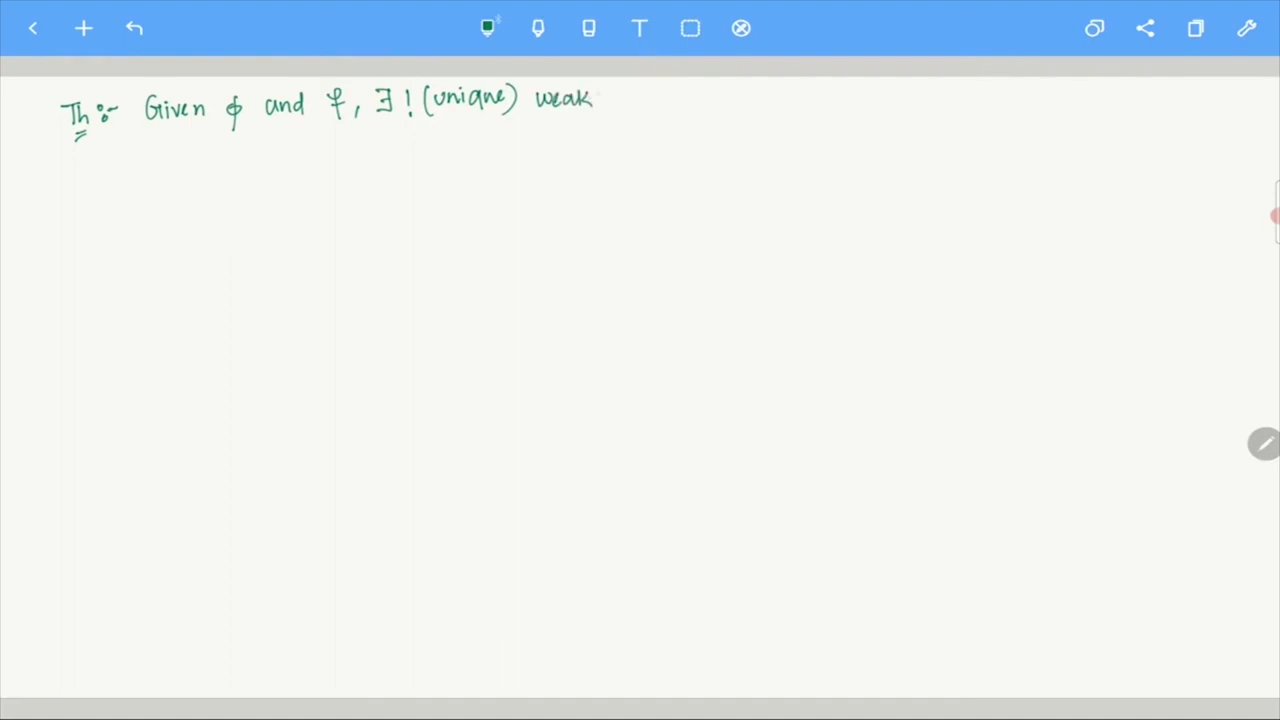 Th:- Given φ and Ψ, ∃! (unique) weak